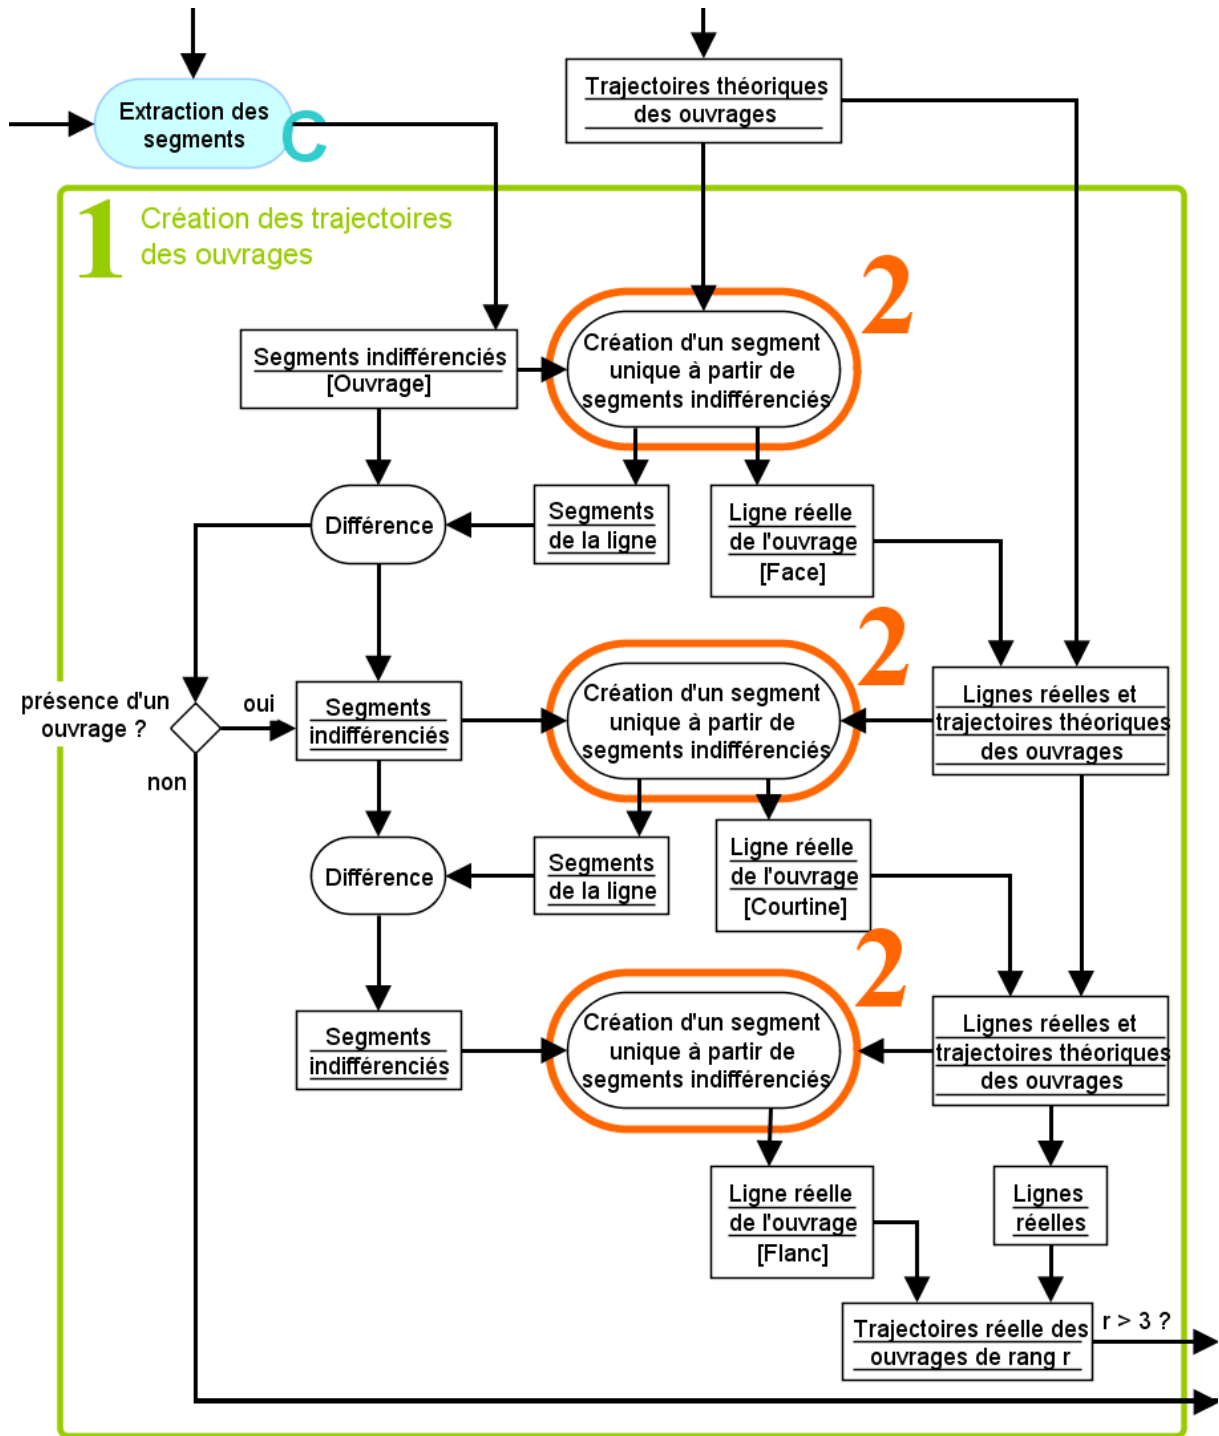 Extraction des
segments
C
Trajectoires théoriques
des ouvrages
1
Création des trajectoires
des ouvrages
2
Segments indifférenciés
[Ouvrage]
Création d'un segment
unique à partir de
segments indifférenciés
Différence
Segments
de la ligne
Ligne réelle
de l'ouvrage
[Face]
2
présence d'un
ouvrage ?
oui
non
Segments
indifférenciés
Création d'un segment
unique à partir de
segments indifférenciés
Lignes réelles et
trajectoires théoriques
des ouvrages
Différence
Segments
de la ligne
Ligne réelle
de l'ouvrage
[Courtine]
2
Segments
indifférenciés
Création d'un segment
unique à partir de
segments indifférenciés
Lignes réelles et
trajectoires théoriques
des ouvrages
Ligne réelle
de l'ouvrage
[Flanc]
Lignes
réelles
Trajectoires réelle des
ouvrages de rang r
r > 3 ?